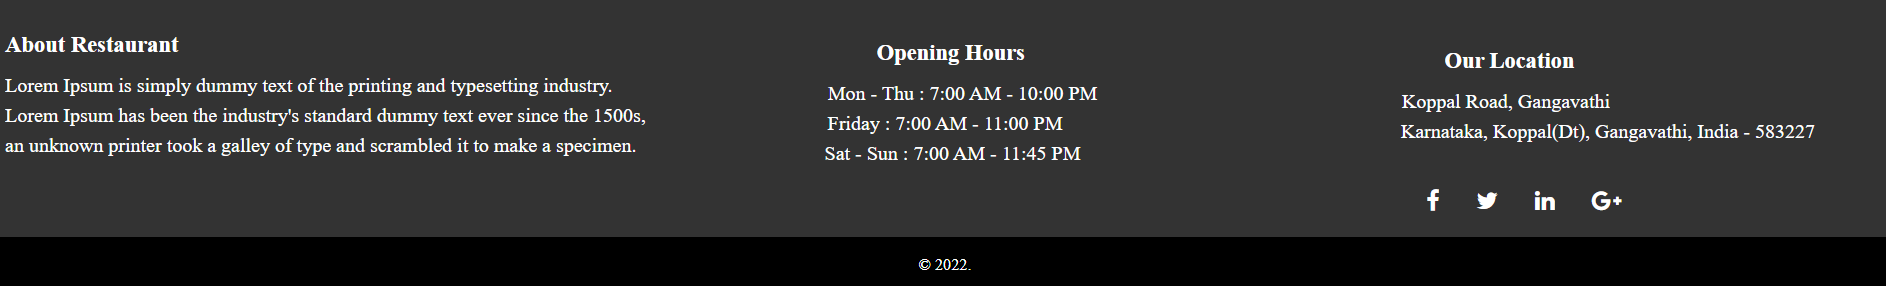 About Restaurant
Lorem Ipsum is simply dummy text of the printing and typesetting industry.
Lorem Ipsum has been the industry's standard dummy text ever since the 1500s,
an unknown printer took a galley of type and scrambled it to make a specimen.
Opening Hours
Mon - Thu : 7:00 AM - 10:00 PM
Friday : 7:00 AM - 11:00 PM
Sat - Sun : 7:00 AM - 11:45 PM
Our Location
Koppal Road, Gangavathi
Karnataka, Koppal(Dt), Gangavathi, India - 583227
© 2022.